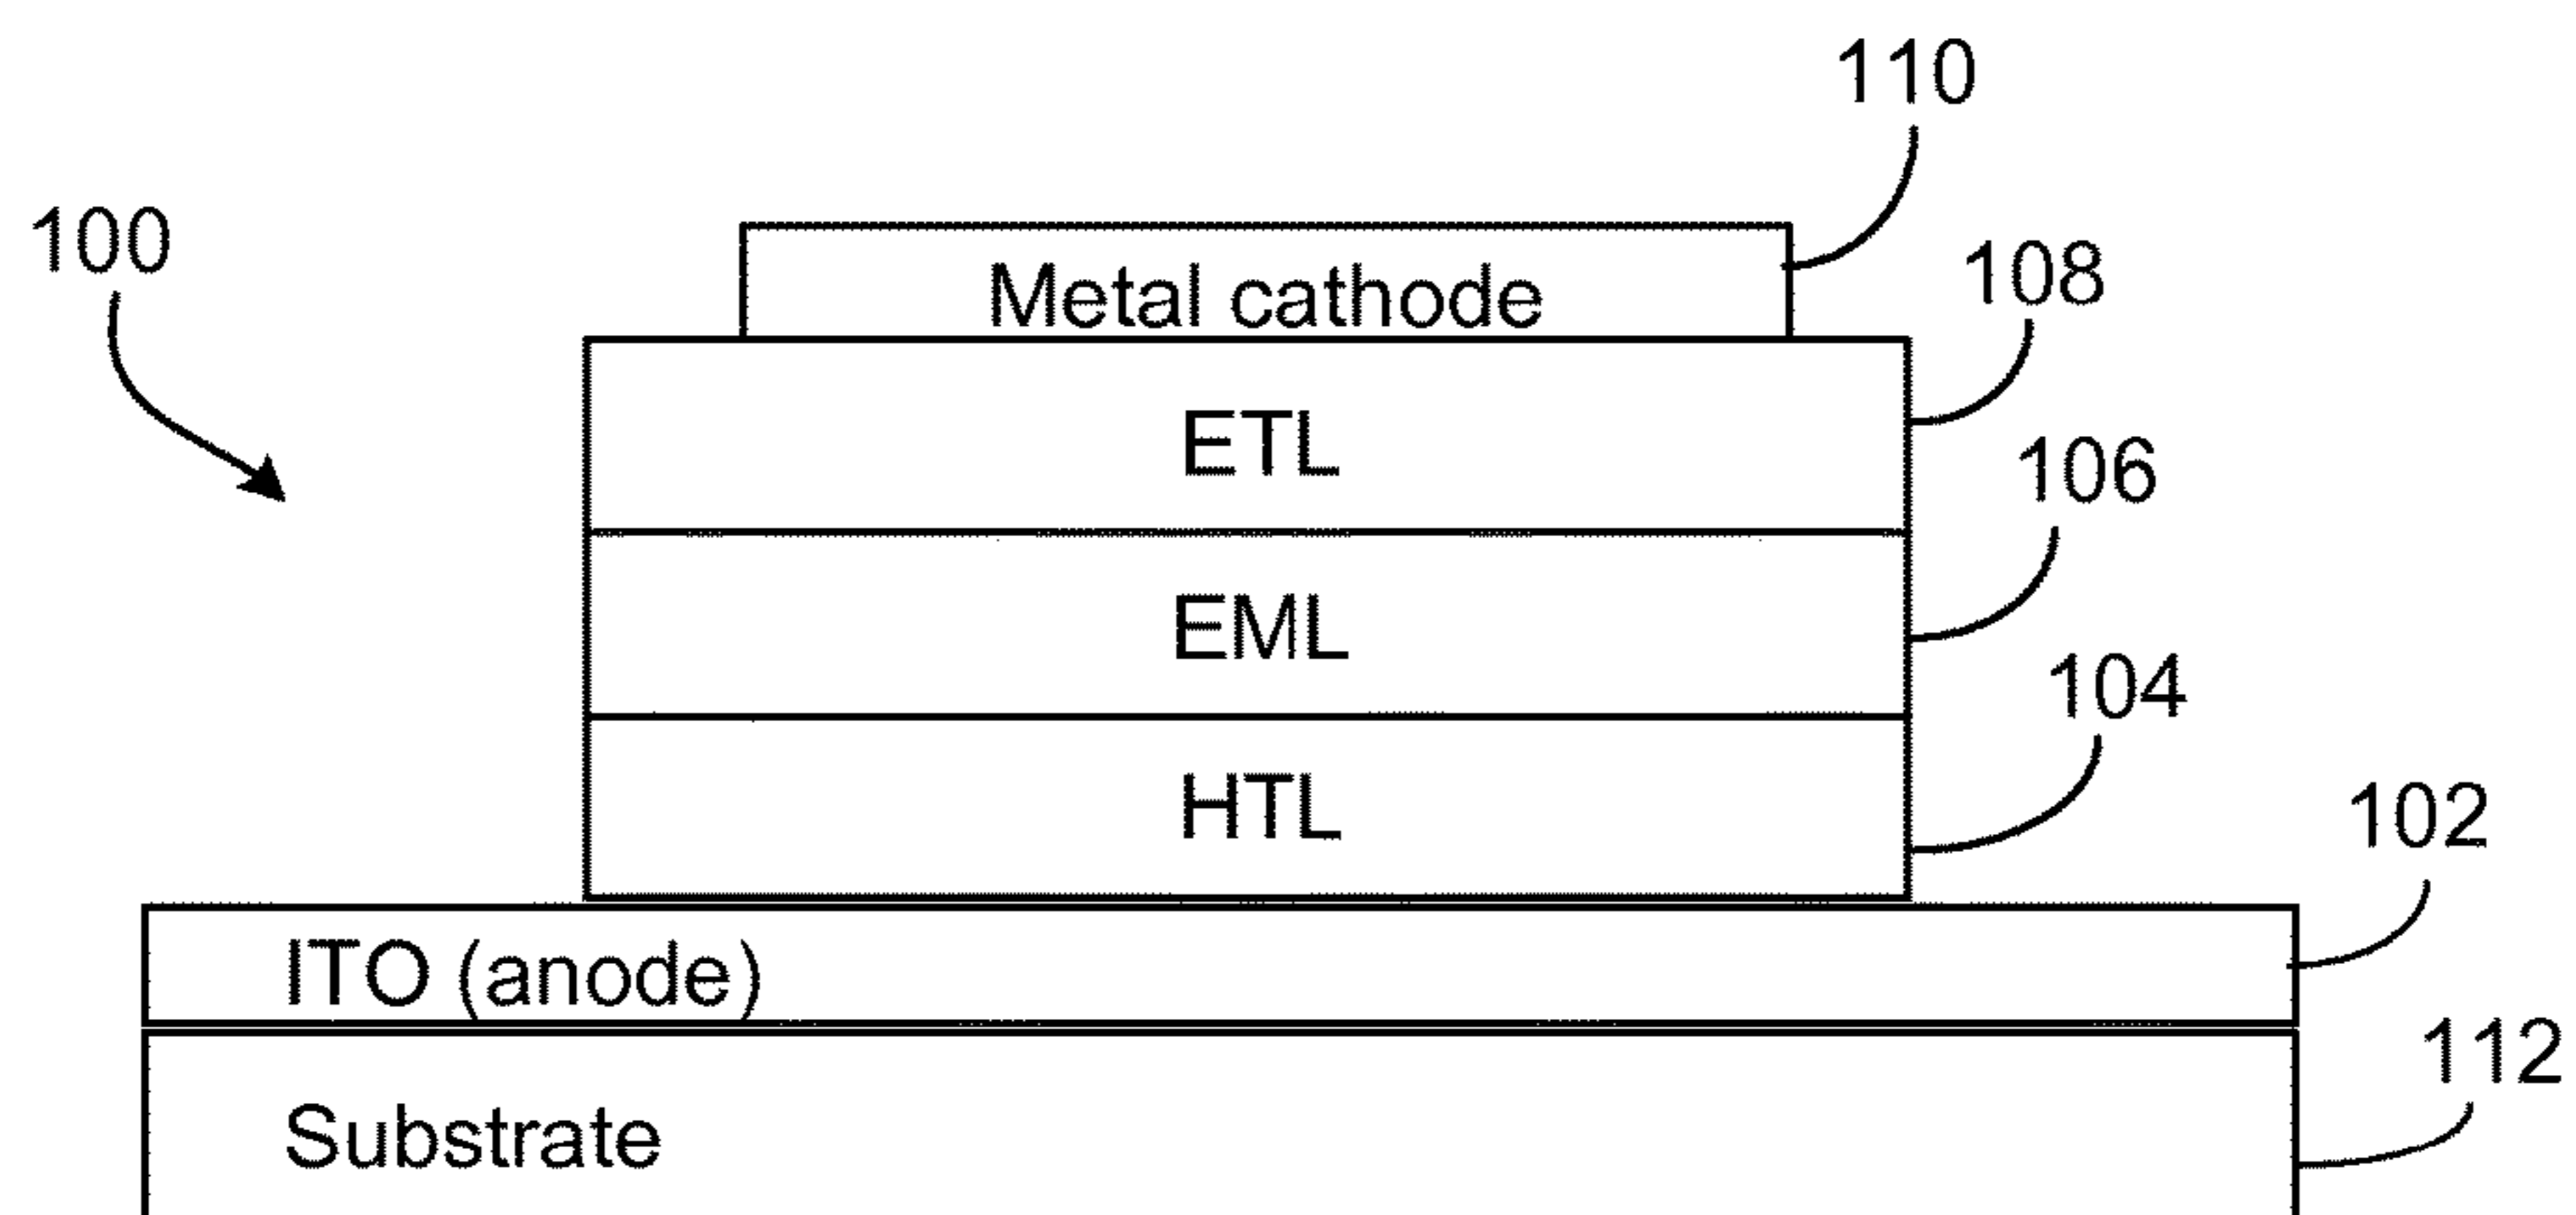 110
100
Metal cathode
108
ETL
106
EML
104
HTL
102
ITO (anode)
112
Substrate